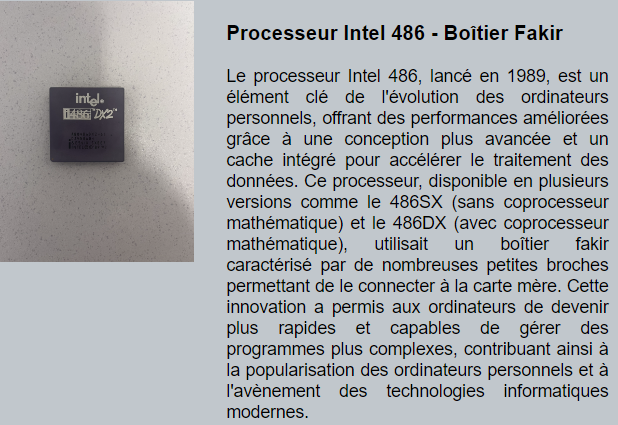 intel.
i486 DX2
Processeur Intel 486 - Boîtier Fakir
Le processeur Intel 486, lancé en 1989, est un
élément clé de l'évolution des ordinateurs
personnels, offrant des performances améliorées
grâce à une conception plus avancée et un
cache intégré pour accélérer le traitement des
données. Ce processeur, disponible en plusieurs
versions comme le 486SX (sans coprocesseur
mathématique) et le 486DX (avec coprocesseur
mathématique), utilisait un boîtier fakir
caractérisé par de nombreuses petites broches
permettant de le connecter à la carte mère. Cette
innovation a permis aux ordinateurs de devenir
plus rapides et capables de gérer des
programmes plus complexes, contribuant ainsi à
la popularisation des ordinateurs personnels et à
l'avènement des technologies informatiques
modernes.